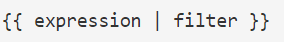 {{ expression | filter }}